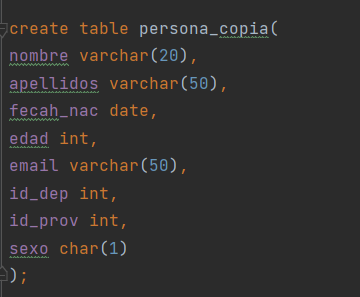 create table persona_copia(
nombre varchar(20),
apellidos varchar(50),
fecah_nac date,
edad int,
email varchar(50),
id_dep int,
id_prov int,
sexo char(1)
);